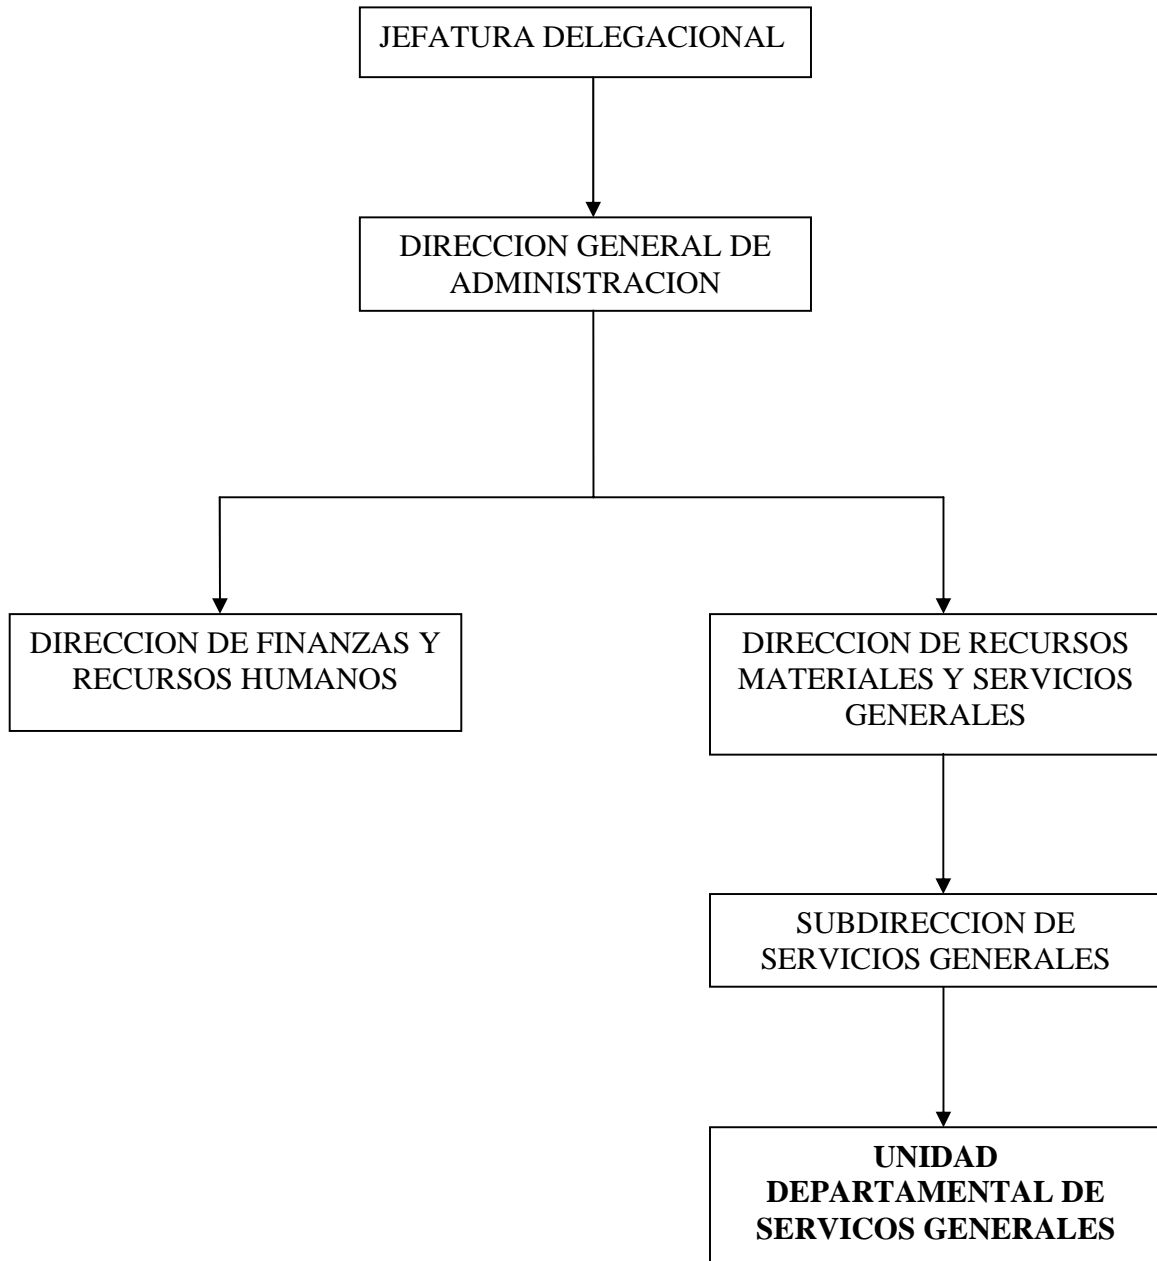 JEFATURA DELEGACIONAL
DIRECCION GENERAL DE
ADMINISTRACION
DIRECCION DE FINANZAS Y
RECURSOS HUMANOS
DIRECCION DE RECURSOS
MATERIALES Y SERVICIOS
GENERALES
SUBDIRECCION DE
SERVICIOS GENERALES
UNIDAD
DEPARTAMENTAL DE
SERVICOS GENERALES